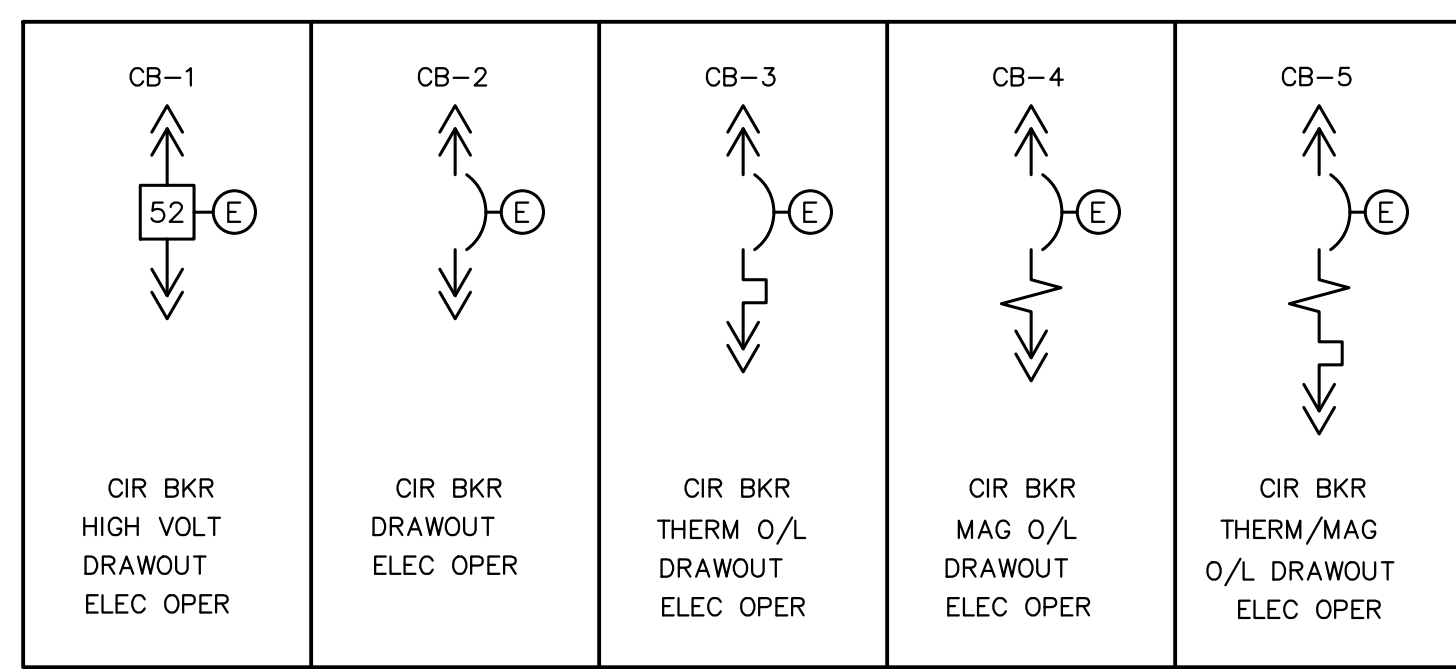 CB-1
52
E
CIR BKR
HIGH VOLT
DRAWOUT
ELEC OPER
CB-2
E
CIR BKR
DRAWOUT
ELEC OPER
CB-3
E
CIR BKR
THERM O/L
DRAWOUT
ELEC OPER
CB-4
E
CIR BKR
MAG O/L
DRAWOUT
ELEC OPER
CB-5
E
CIR BKR
THERM/MAG
O/L DRAWOUT
ELEC OPER